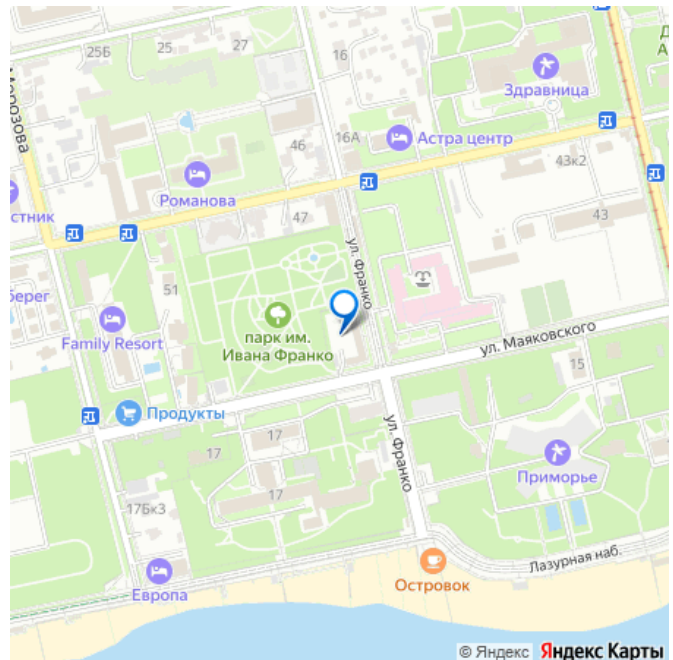 25Б
25
27
16
Здравница
Морозова
16А
Астра центр
46
43к2
Романова
стник
47
43
ул. Франко
51
берег
парк им.
Ивана Франко
Family Resort
ул. Маяковского
15
Продукты
17
17
17
ул. Франко
Приморье
17Бк3
Лазурная наб.
Островок
Европа
© Яндекс Яндекс Карты